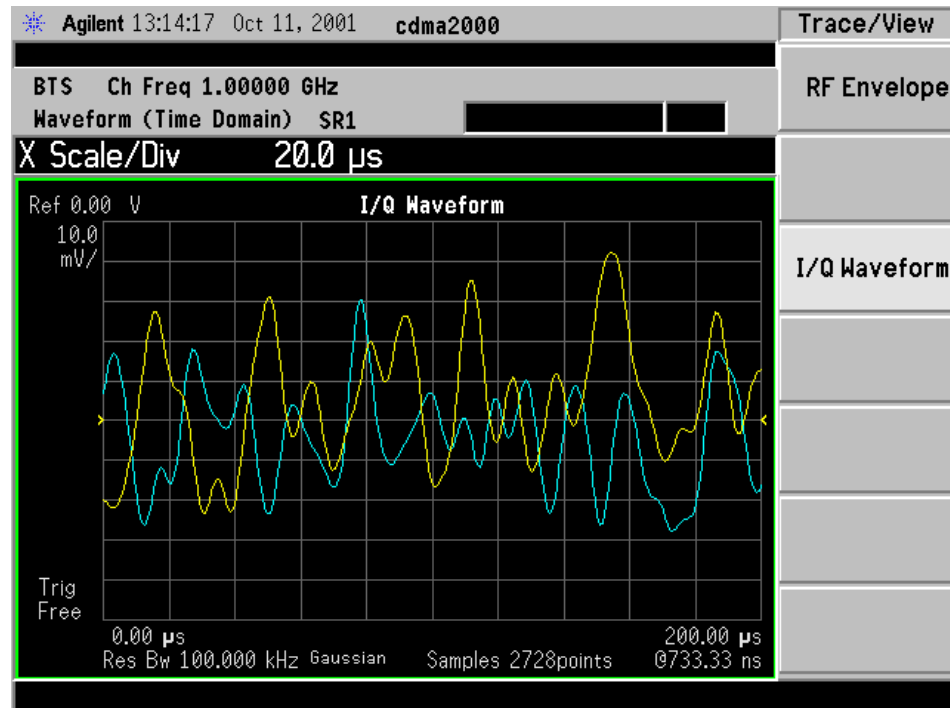 Agilent 13:14:17 Oct 11, 2001 cdma2000
Trace/View
BTS Ch Freq 1.00000 GHz
Waveform (Time Domain) SR1
RF Envelope
X Scale/Div 20.0 µs
Ref 0.00 V
I/Q Waveform
10.0
mV/
I/Q Waveform
Trig
Free
0.00 µs
200.00 µs
Res Bw 100.000 kHz Gaussian Samples 2728points @733.33 ns